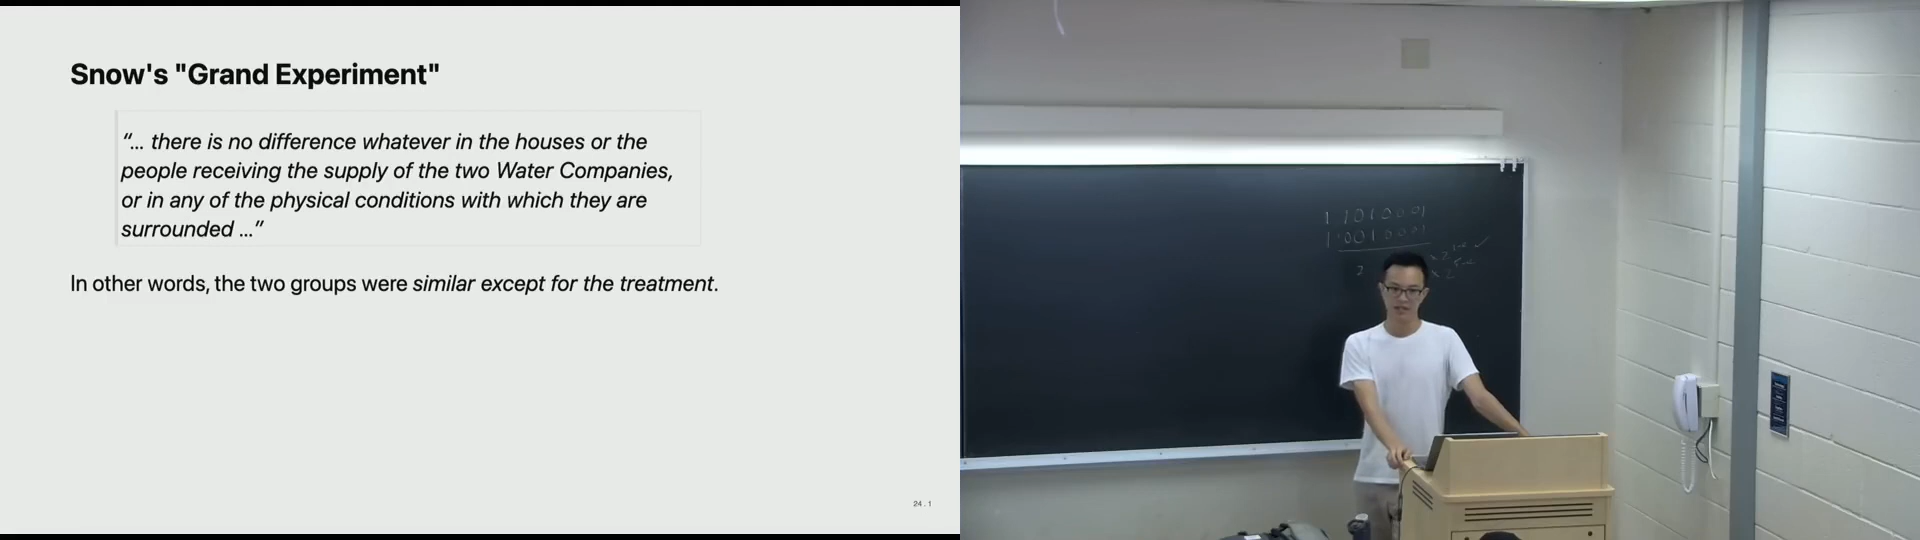 Snow's "Grand Experiment"
“... there is no difference whatever in the houses or the
people receiving the supply of the two Water Companies,
or in any of the physical conditions with which they are
surrounded ...”
In other words, the two groups were similar except for the treatment.
24 . 1